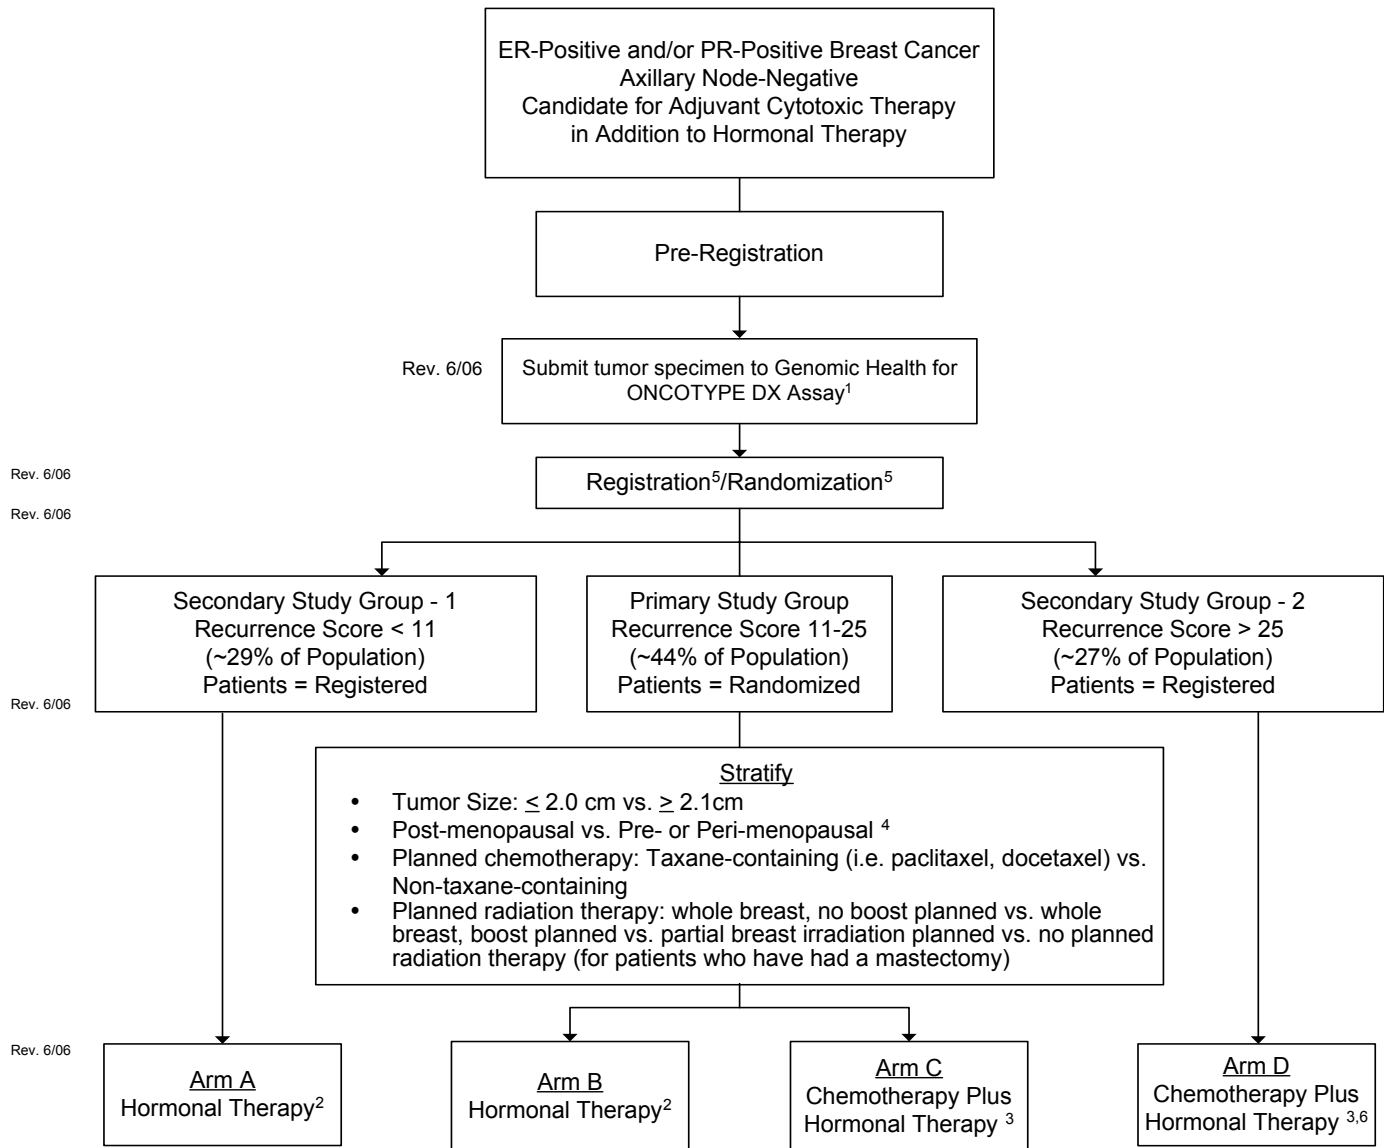 ER-Positive and/or PR-Positive Breast Cancer
Axillary Node-Negative
Candidate for Adjuvant Cytotoxic Therapy
in Addition to Hormonal Therapy
Pre-Registration
Rev. 6/06
Submit tumor specimen to Genomic Health for
ONCOTYPE DX Assay1
Rev. 6/06
Registration5/Randomization5
Rev. 6/06
Secondary Study Group - 1
Recurrence Score < 11
(~29% of Population)
Patients = Registered
Primary Study Group
Recurrence Score 11-25
(~44% of Population)
Patients = Randomized
Secondary Study Group - 2
Recurrence Score > 25
(~27% of Population)
Patients = Registered
Rev. 6/06
Stratify
• Tumor Size: ≤ 2.0 cm vs. ≥ 2.1cm
• Post-menopausal vs. Pre- or Peri-menopausal 4
• Planned chemotherapy: Taxane-containing (i.e. paclitaxel, docetaxel) vs.
Non-taxane-containing
• Planned radiation therapy: whole breast, no boost planned vs. whole
breast, boost planned vs. partial breast irradiation planned vs. no planned
radiation therapy (for patients who have had a mastectomy)
Rev. 6/06
Arm A
Hormonal Therapy2
Arm B
Hormonal Therapy2
Arm C
Chemotherapy Plus
Hormonal Therapy 3
Arm D
Chemotherapy Plus
Hormonal Therapy 3,6